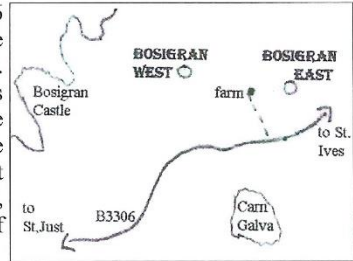 BOSIGRAN
WEST
BOSIGRAN
EAST
farm
Bosigran
Castle
to St.
Ives
Carn
Galva
to
St,Just
B3306